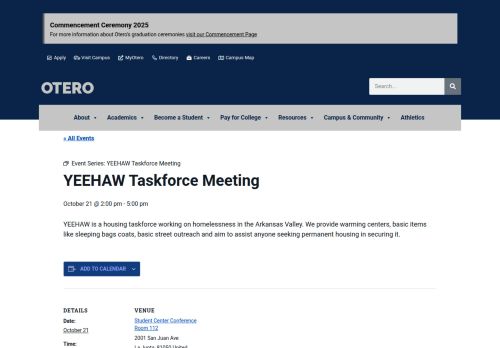 Commencement Ceremony 2025
For more information about Otero's graduation ceremonies visit our Commencement Page
Apply Visit Campus MyOtero Directory Careers Campus Map
OTERO
Search...
About Academics Become a Student Pay for College Resources Campus & Community Athletics
« All Events
Event Series: YEEHAW Taskforce Meeting
YEEHAW Taskforce Meeting
October 21 @ 2:00 pm - 5:00 pm
YEEHAW is a housing taskforce working on homelessness in the Arkansas Valley. We provide warming centers, basic items
like sleeping bags coats, basic street outreach and aim to assist anyone seeking permanent housing in securing it.
ADD TO CALENDAR
DETAILS
Date:
October 21
Time:
VENUE
Student Center Conference
Room 112
2001 San Juan Ave
La Junta, 81050 United